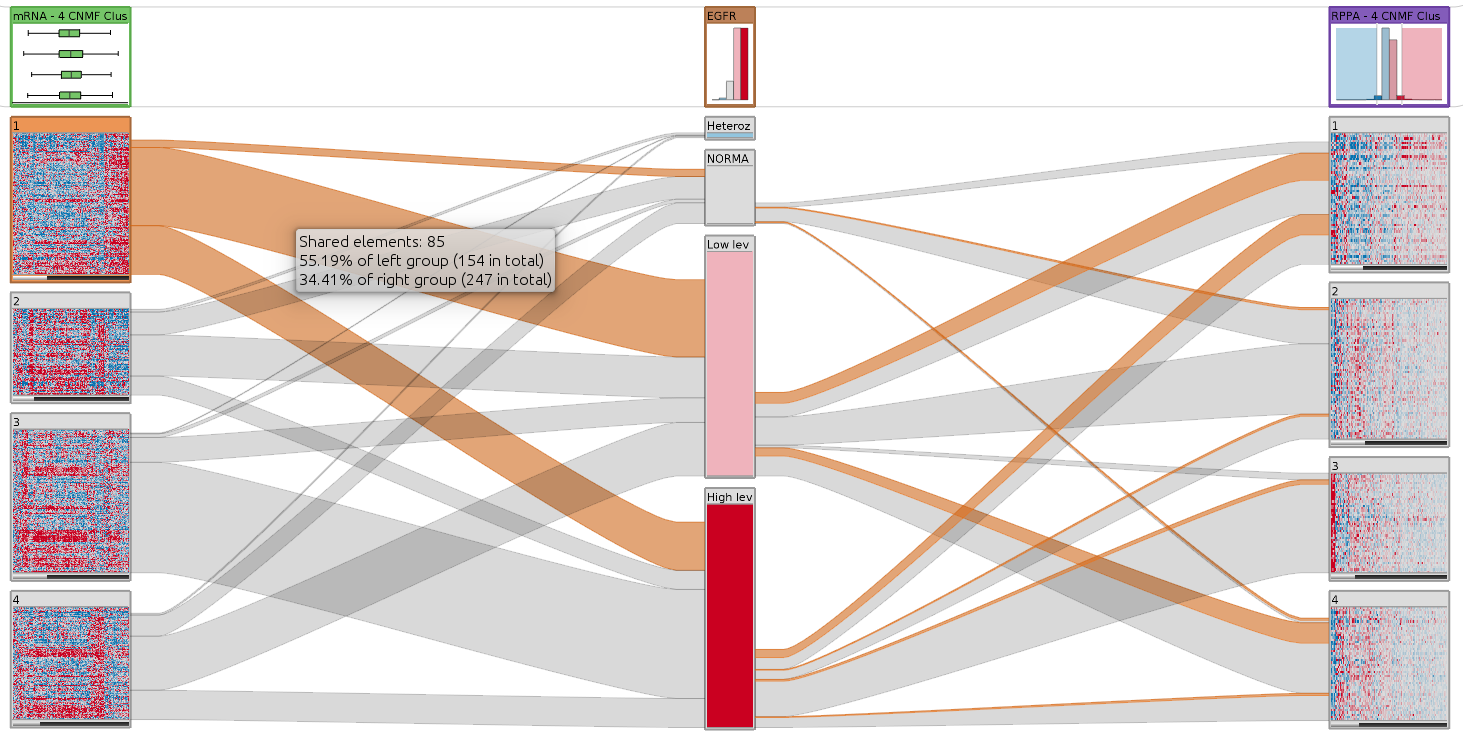 mRNA - 4 CNMF Clus
EGFR
RPPA - 4 CNMF Clus
1
2
3
4
Heteroz
NORMA
Low lev
High lev
Shared elements: 85
55.19% of left group (154 in total)
34.41% of right group (247 in total)
1
2
3
4